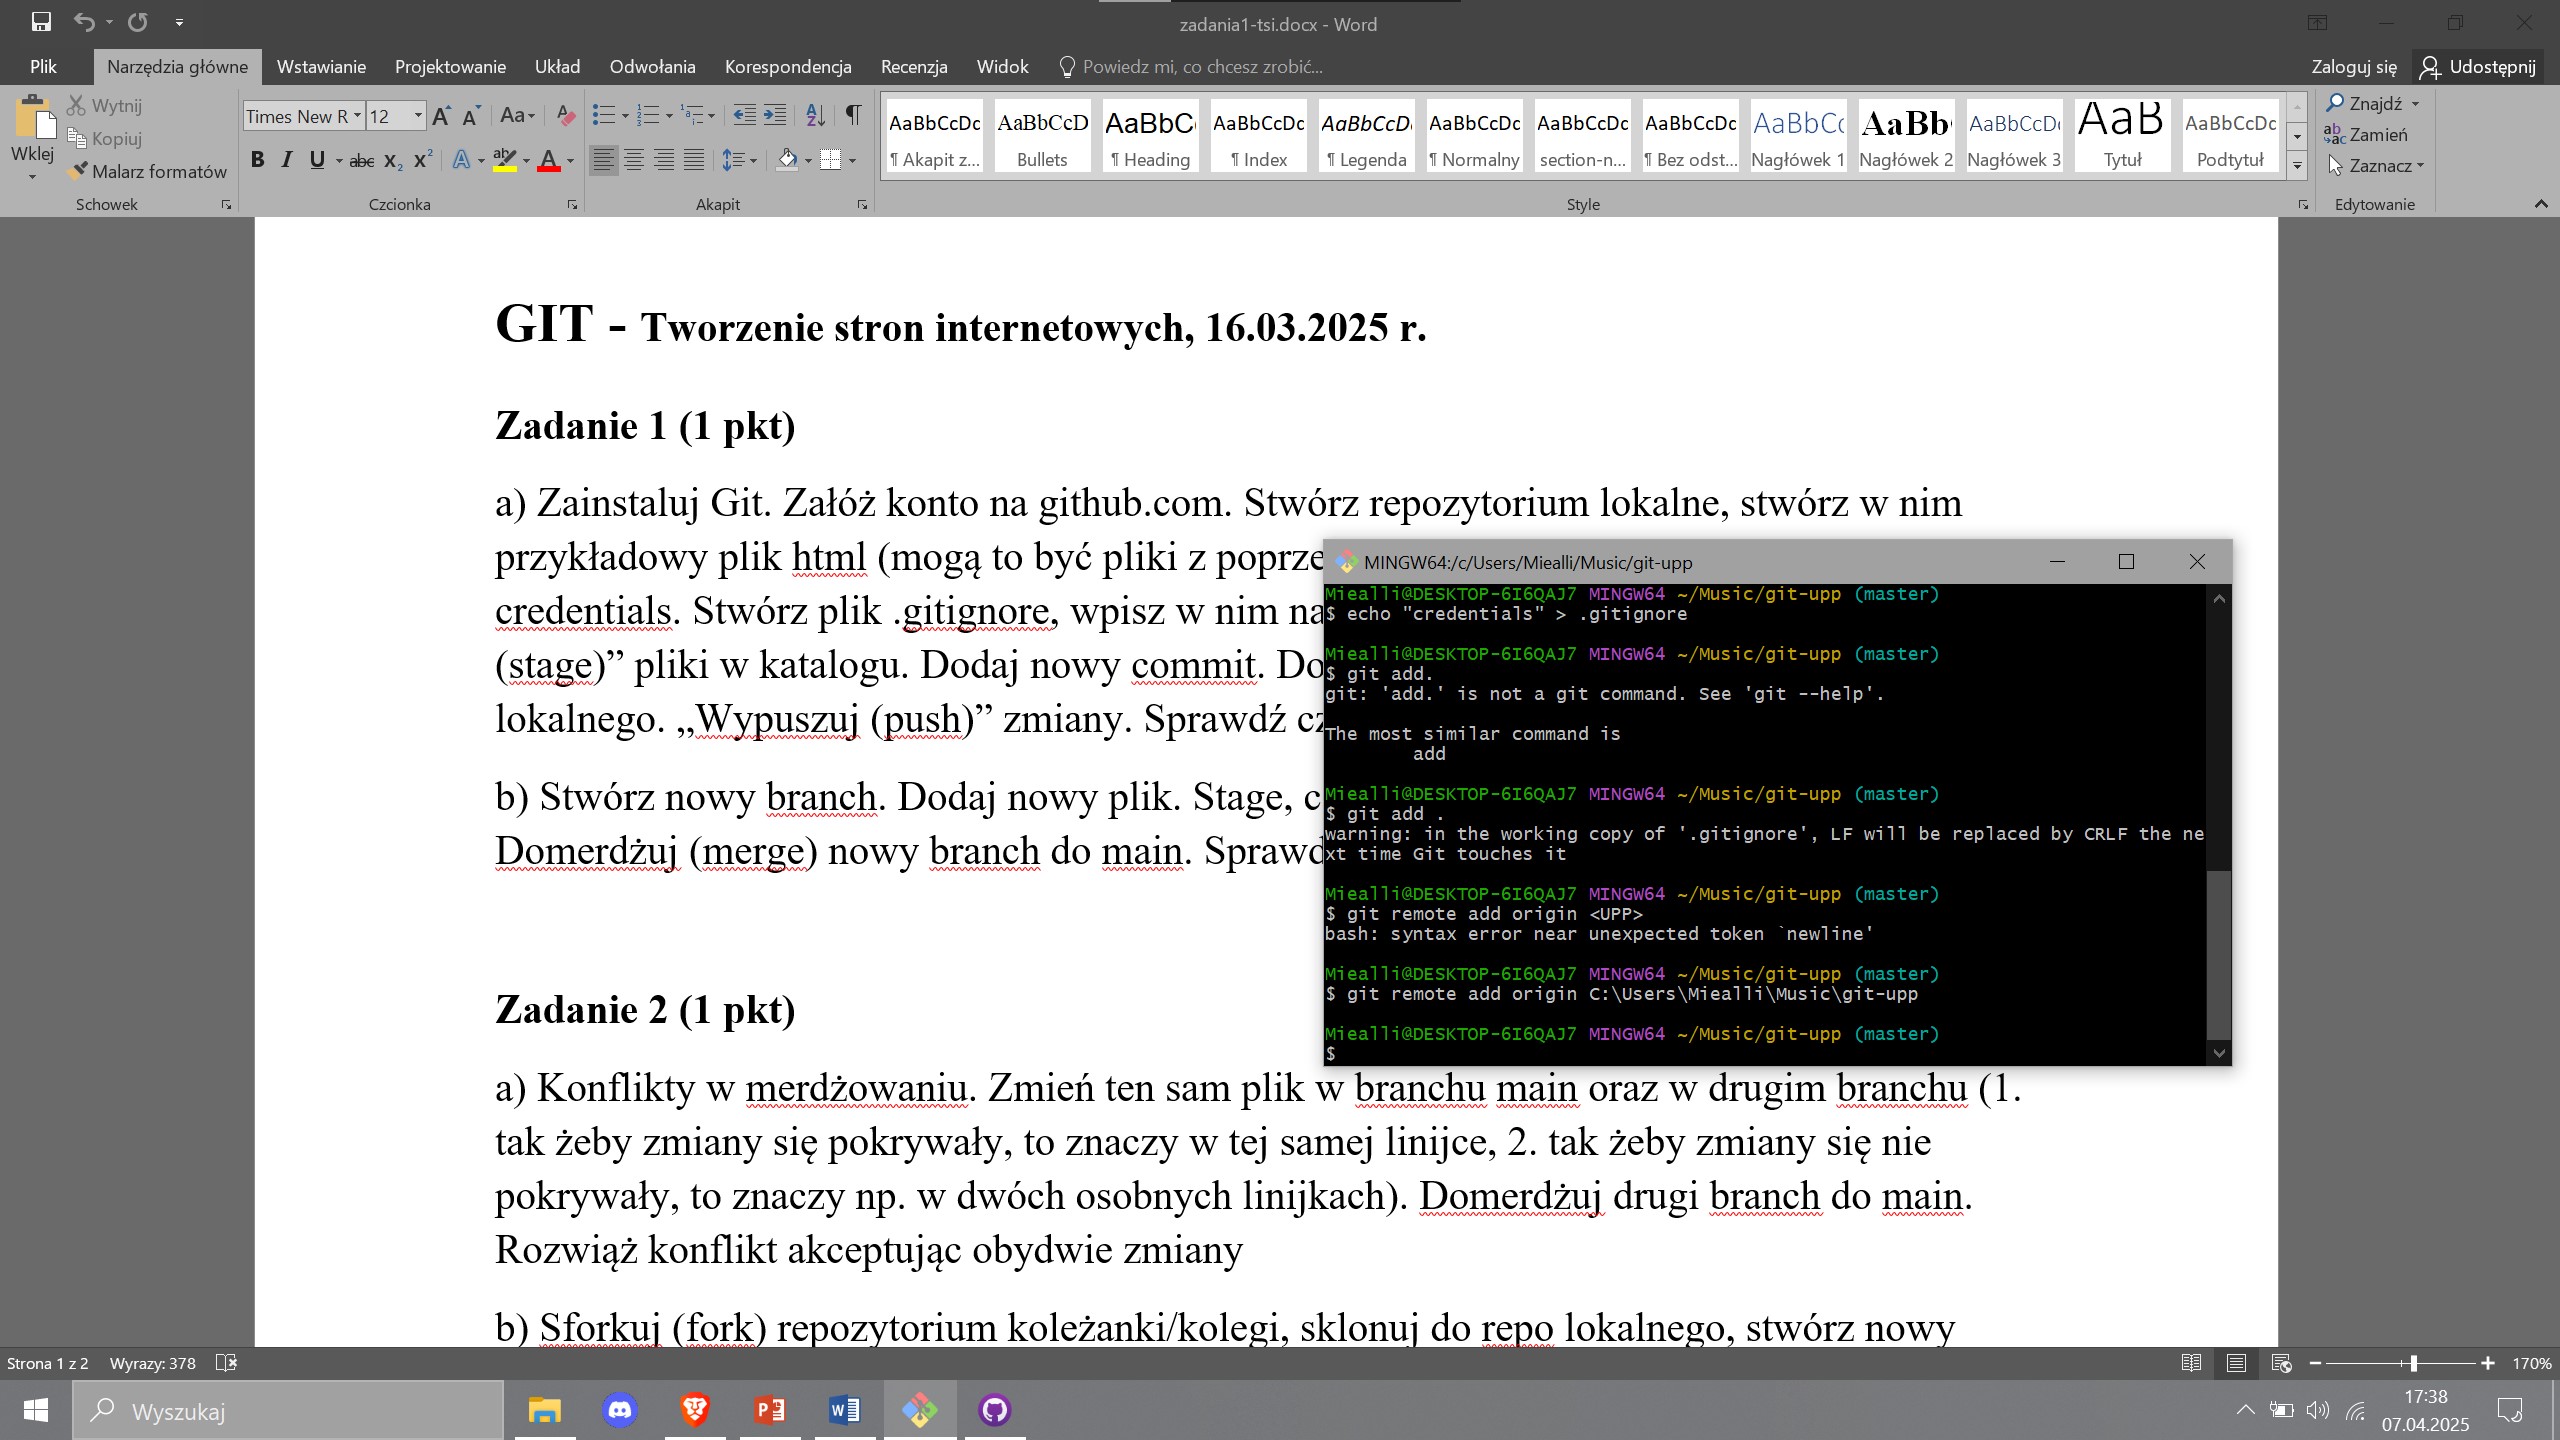 zadania1-tsi.docx - Word
Plik
Narzędzia główne
Wstawianie
Projektowanie
Układ
Odwołania
Korespondencja
Recenzja
Widok
Powiedz mi, co chcesz zrobić...
Zaloguj się
Udostępnij
Wklej
Wytnij
Kopiuj
Malarz formatów
Schowek
Times New R
12
Czcionka
Akapit
AaBbCcDc
¶ Akapit z...
AaBbCcD
Bullets
AaBbC
¶ Heading
AaBbCcDc
¶ Index
AaBbCcD
¶ Legenda
AaBbCcDc
¶ Normalny
AaBbCcDc
section-n...
AaBbCcDc
¶ Bez odst...
AaBbCc
Nagłówek 1
AaBb
Nagłówek 2
AaBbCcD
Nagłówek 3
AaB
Tytuł
AaBbCcDc
Podtytuł
Style
Znajdź
Zamień
Zaznacz
Edytowanie
GIT - Tworzenie stron internetowych, 16.03.2025 r.
Zadanie 1 (1 pkt)
a) Zainstaluj Git. Załóż konto na github.com. Stwórz repozytorium lokalne, stwórz w nim
przykładowy plik html (mogą to być pliki z poprze
credentials. Stwórz plik .gitignore, wpisz w nim na
(stage)” pliki w katalogu. Dodaj nowy commit. Do
lokalnego. „Wypuszuj (push)” zmiany. Sprawdź cz
b) Stwórz nowy branch. Dodaj nowy plik. Stage, c
Domerdżuj (merge) nowy branch do main. Sprawd
Zadanie 2 (1 pkt)
a) Konflikty w merdżowaniu. Zmień ten sam plik w branchu main oraz w drugim branchu (1.
tak żeby zmiany się pokrywały, to znaczy w tej samej linijce, 2. tak żeby zmiany się nie
pokrywały, to znaczy np. w dwóch osobnych linijkach). Domerdżuj drugi branch do main.
Rozwiąż konflikt akceptując obydwie zmiany
b) Sforkuj (fork) repozytorium koleżanki/kolegi, sklonuj do repo lokalnego, stwórz nowy
MINGW64:/c/Users/Miealli/Music/git-upp
Miealli@DESKTOP-6I6QAJ7 MINGW64 ~/Music/git-upp (master)
$ echo "credentials" > .gitignore
Miealli@DESKTOP-6I6QAJ7 MINGW64 ~/Music/git-upp (master)
$ git add.
git: 'add.' is not a git command. See 'git --help'.
The most similar command is
add
Miealli@DESKTOP-6I6QAJ7 MINGW64 ~/Music/git-upp (master)
$ git add .
warning: in the working copy of '.gitignore', LF will be replaced by CRLF the ne
xt time Git touches it
Miealli@DESKTOP-6I6QAJ7 MINGW64 ~/Music/git-upp (master)
$ git remote add origin <UPP>
bash: syntax error near unexpected token `newline'
Miealli@DESKTOP-6I6QAJ7 MINGW64 ~/Music/git-upp (master)
$ git remote add origin C:\Users\Miealli\Music\git-upp
Miealli@DESKTOP-6I6QAJ7 MINGW64 ~/Music/git-upp (master)
$
Strona 1 z 2
Wyrazy: 378
170%
Wyszukaj
17:38
07.04.2025